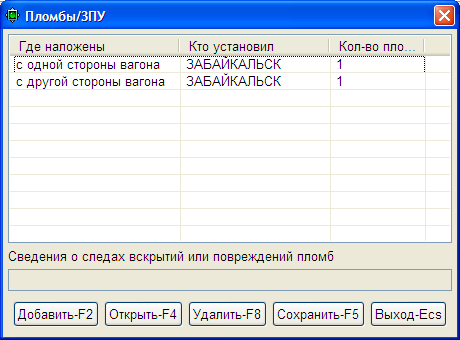 Пломбы/ЗПУ
Где наложены Кто установил Кол-во пло...
с одной стороны вагона ЗАБАЙКАЛЬСК 1
с другой стороны вагона ЗАБАЙКАЛЬСК 1
Сведения о следах вскрытий или повреждений пломб
Добавить-F2 Открыть-F4 Удалить-F8 Сохранить-F5 Выход-Ecs